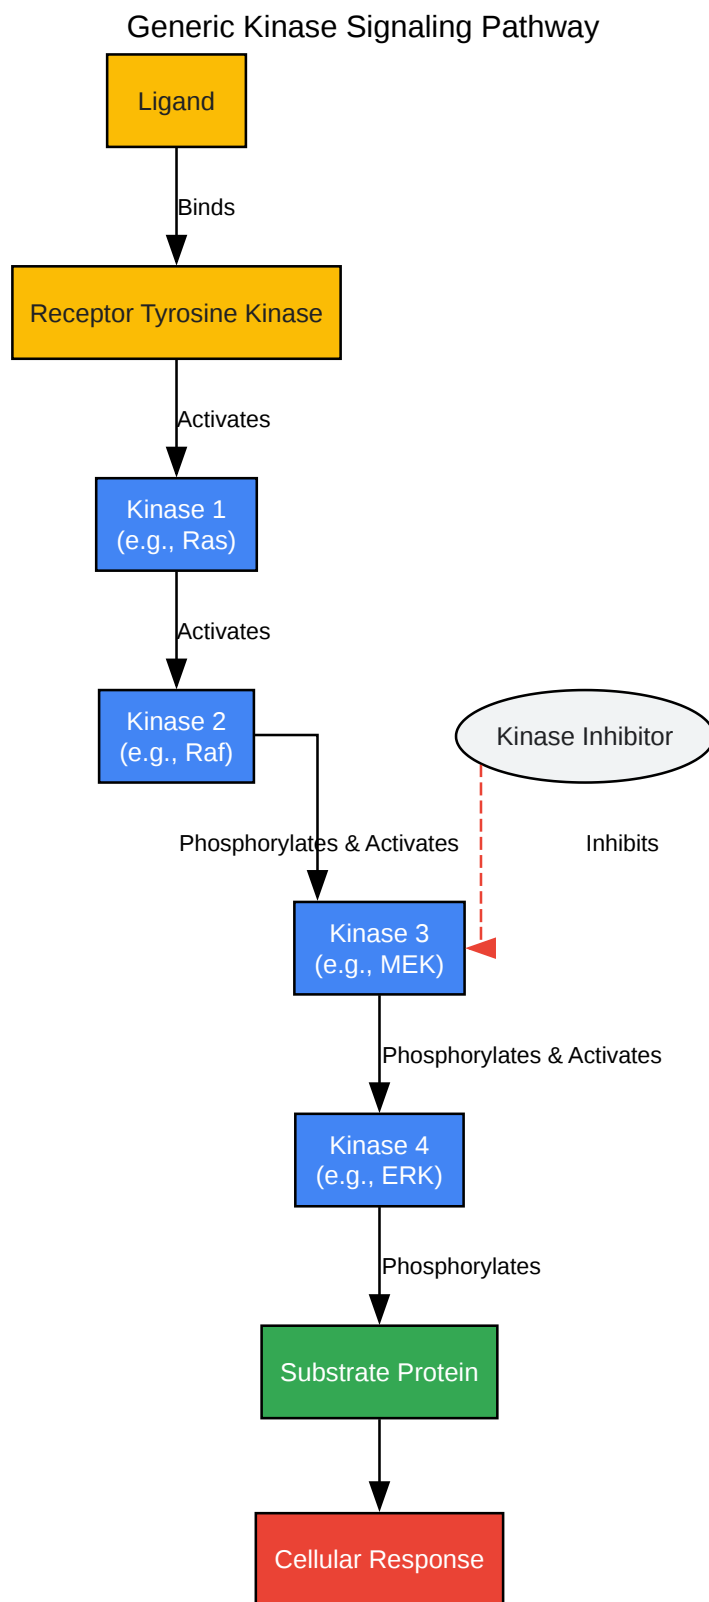 Generic Kinase Signaling Pathway
Ligand
Binds
Receptor Tyrosine Kinase
Activates
Kinase 1
(e.g., Ras)
Activates
Kinase 2
(e.g., Raf)
Kinase Inhibitor
Phosphorylates & Activates
Inhibits
Kinase 3
(e.g., MEK)
Phosphorylates & Activates
Kinase 4
(e.g., ERK)
Phosphorylates
Substrate Protein
Cellular Response